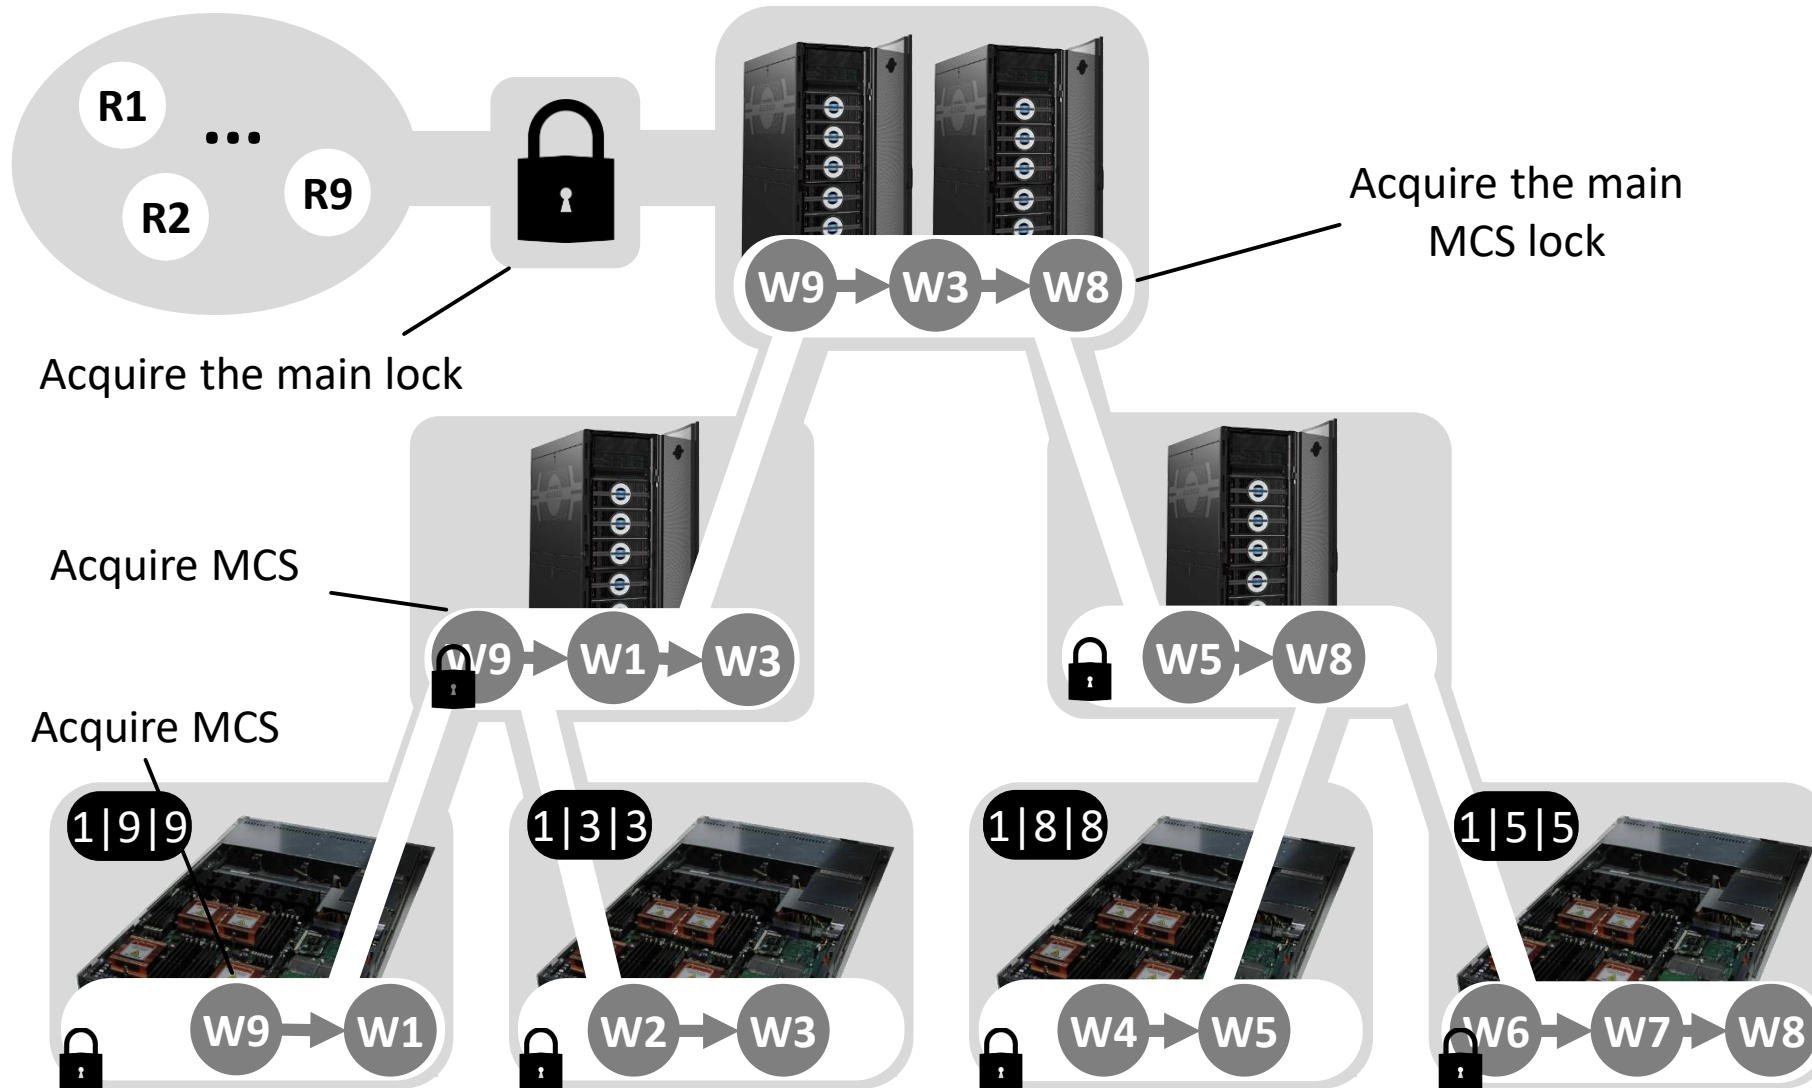 R1
...
R2
R9
Acquire the main
MCS lock
W9
W3
W8
Acquire the main lock
Acquire MCS
W9
W1
W3
W5
W8
Acquire MCS
1|9|9
1|3|3
1|8|8
1|5|5
W9
W1
W2
W3
W4
W5
W6
W7
W8